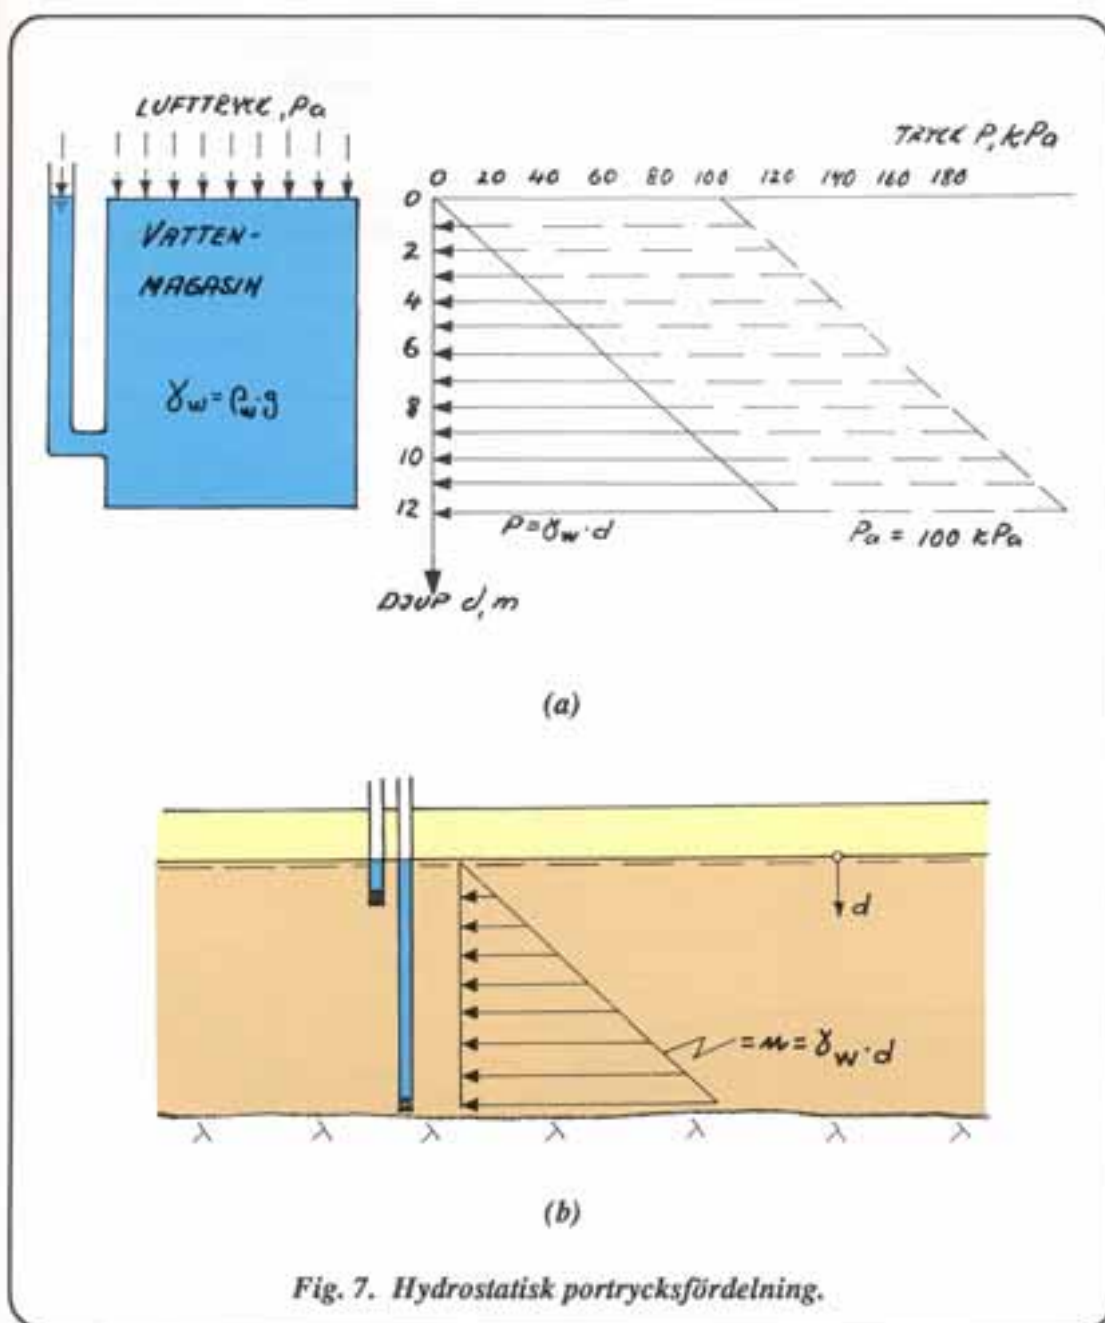 LUFTTRYCK, Pa
VATTEN-
MAGASIN
γw = ρw·g
TRYCK P, kPa
0 20 40 60 80 100 120 140 160 180
0
2
4
6
8
10
12
P = γw·d
Pa = 100 kPa
DJUP d, m
(a)
d
= u = γw·d
(b)
Fig. 7. Hydrostatisk portrycksfördelning.